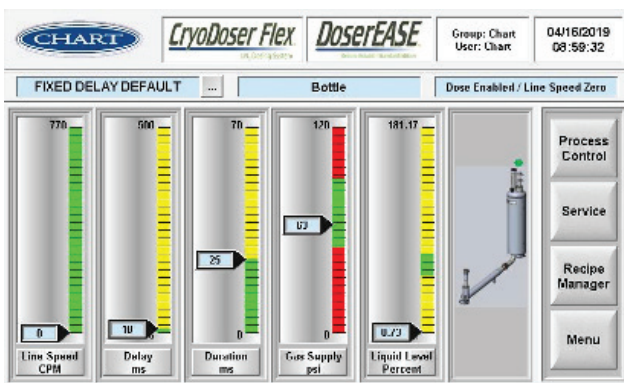 CHART
CryoDoser Flex
DoserEASE
Group: Chart
User: Chart
04/16/2019
08:59:32
FIXED DELAY DEFAULT
...
Bottle
Dose Enabled / Line Speed Zero
770
500
70
120
181.17
0
10
25
0.73
0
0
Line Speed
CPM
Delay
ms
Duration
ms
Gas Supply
psi
Liquid Level
Percent
Process
Control
Service
Recipe
Manager
Menu